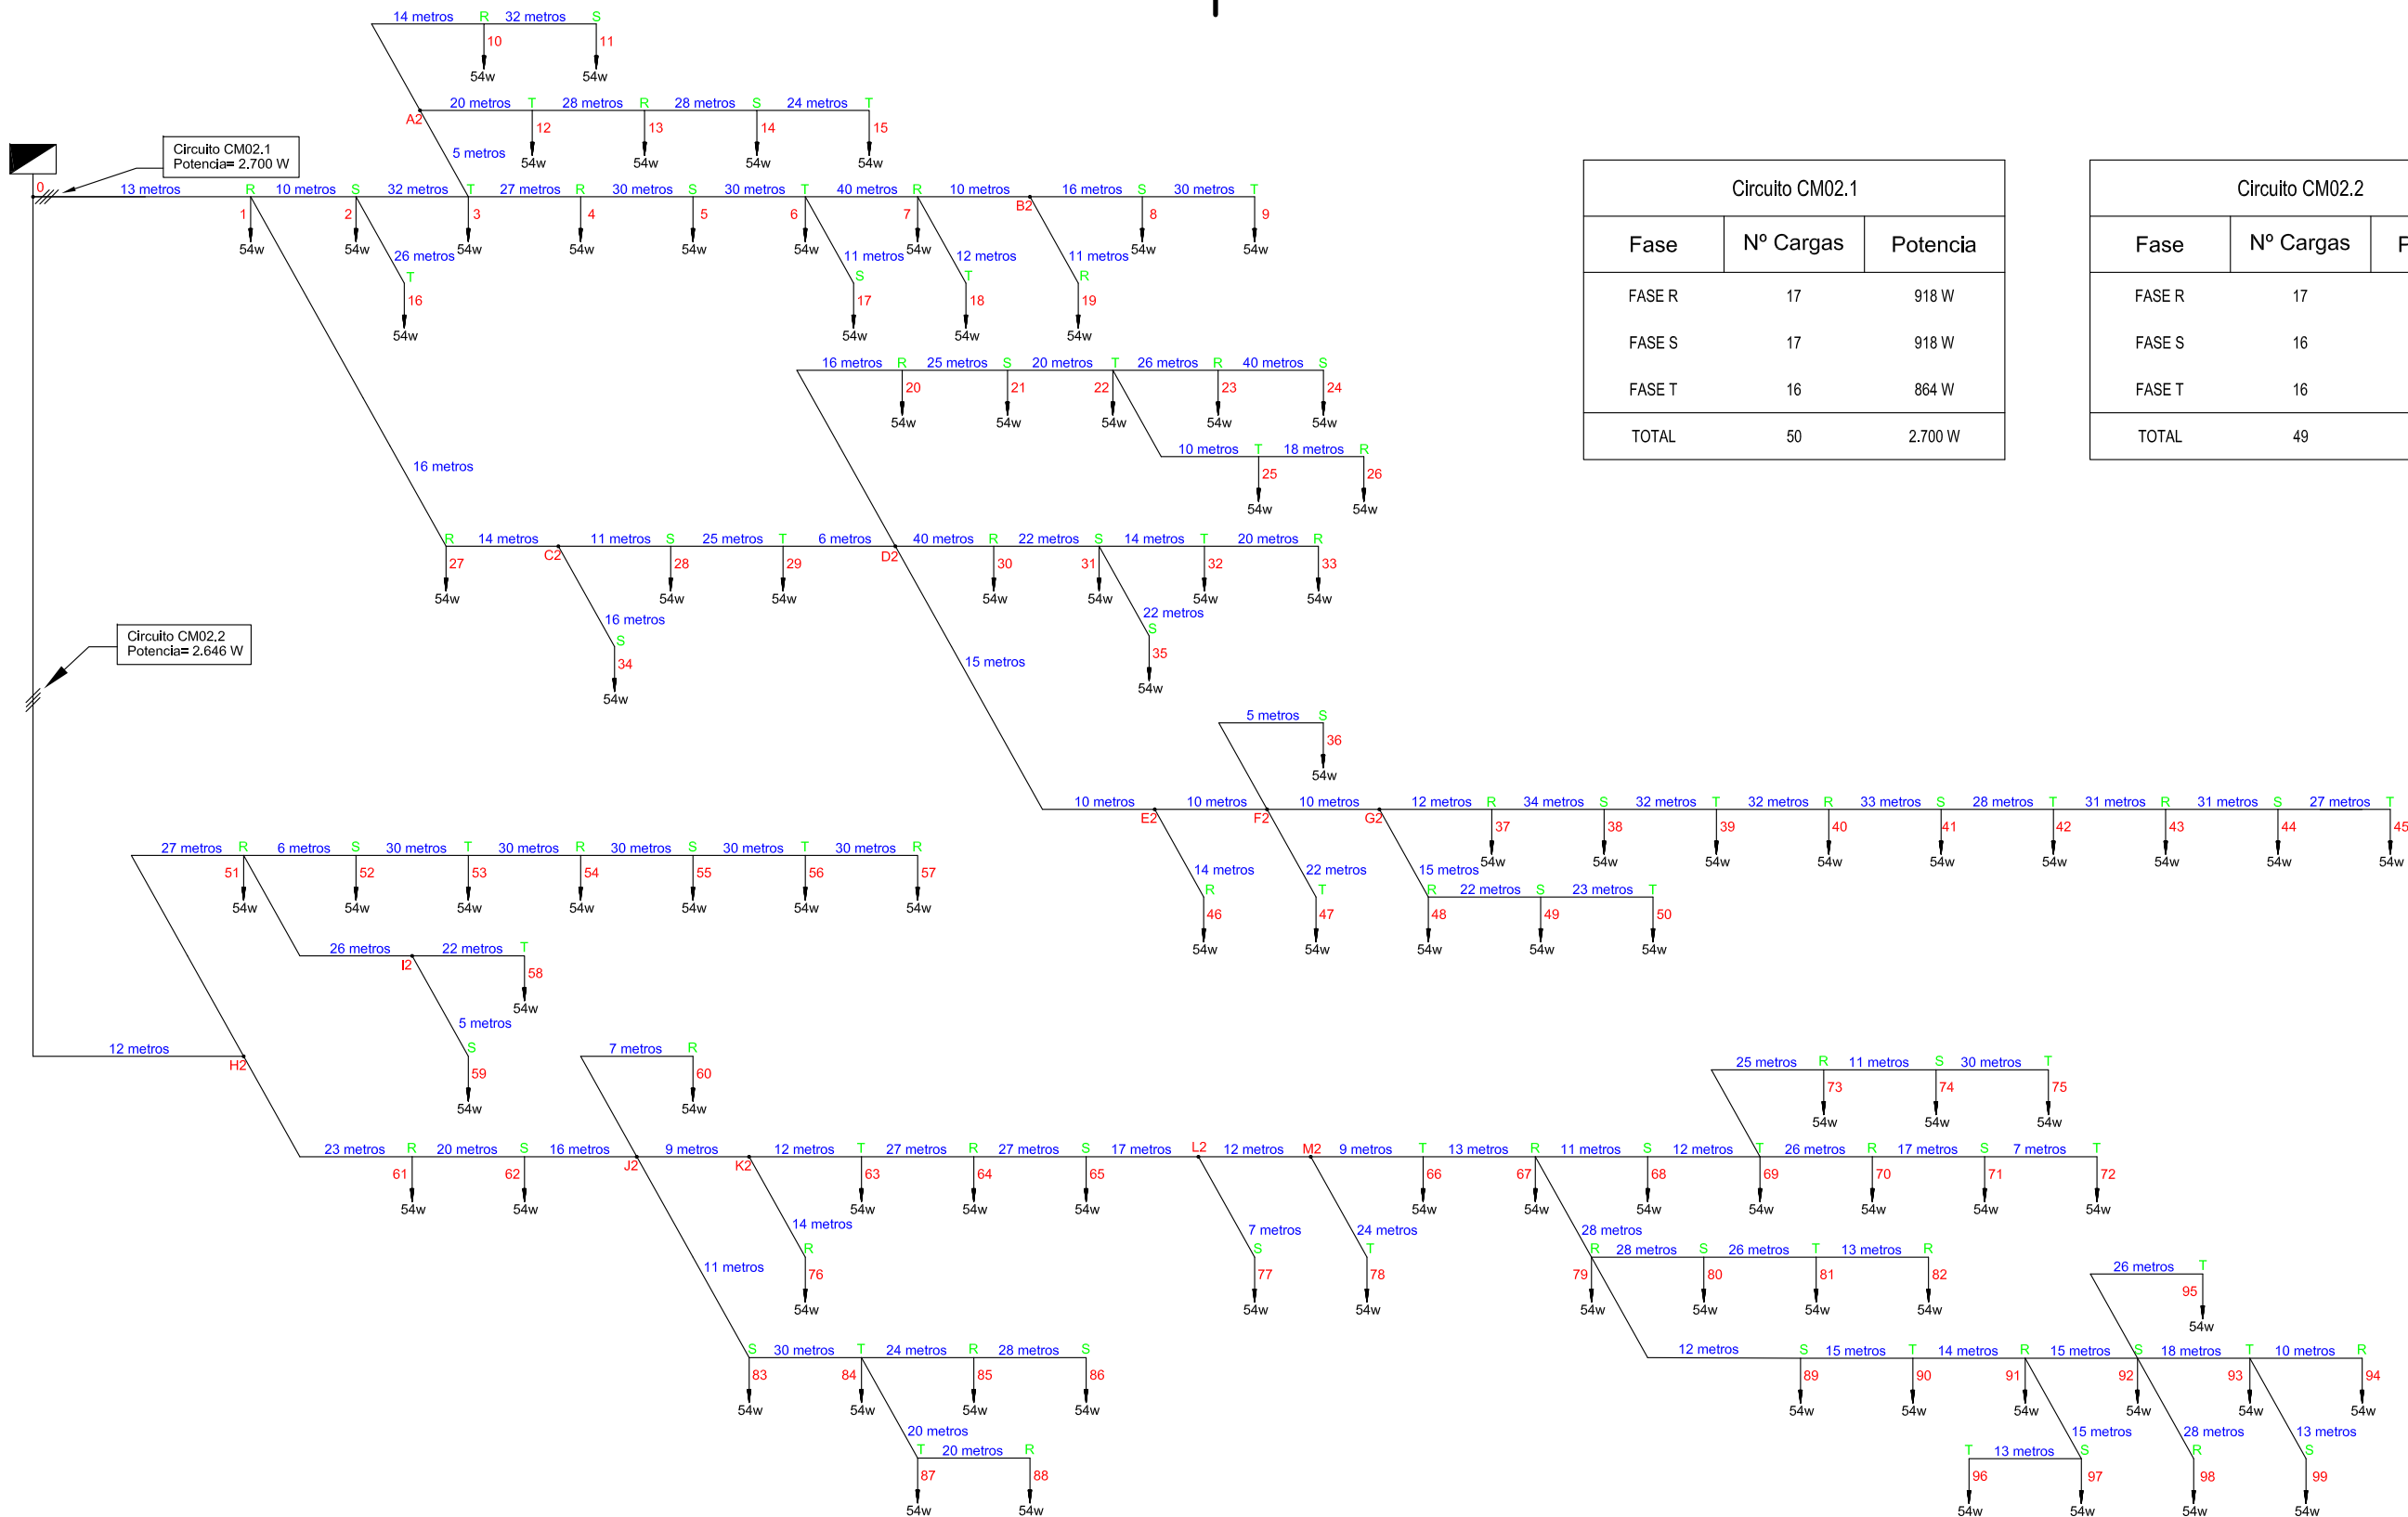 14 metros R 32 metros S
10 11
54w 54w
20 metros T 28 metros R 28 metros S 24 metros T
A2 12 13 14 15
54w 54w 54w 54w
Circuito CM02.1
Potencia= 2.700 W
5 metros
0
13 metros R 10 metros S 32 metros T 27 metros R 30 metros S 30 metros T 40 metros R 10 metros 16 metros S 30 metros T
1 2 3 4 5 6 7 B2 8 9
54w 54w 54w 54w 54w 54w 54w 54w 54w
26 metros 11 metros 12 metros 11 metros
T S T R
16 17 18 19
54w 54w 54w 54w
Circuito CM02.1
Fase Nº Cargas Potencia
FASE R 17 918 W
FASE S 17 918 W
FASE T 16 864 W
TOTAL 50 2.700 W
Circuito CM02.2
Fase Nº Cargas
FASE R 17
FASE S 16
FASE T 16
TOTAL 49
16 metros R 25 metros S 20 metros T 26 metros R 40 metros S
20 21 22 23 24
54w 54w 54w 54w 54w
10 metros T 18 metros R
25 26
54w 54w
16 metros
R 14 metros 11 metros S 25 metros T 6 metros 40 metros R 22 metros S 14 metros T 20 metros R
27 C2 28 29 D2 30 31 32 33
54w 54w 54w 54w 54w 54w 54w
16 metros 22 metros
S S
34 35
54w 54w
Circuito CM02.2
Potencia= 2.646 W
15 metros
5 metros S
36
54w
10 metros 10 metros 10 metros 12 metros R 34 metros S 32 metros T 32 metros R 33 metros S 28 metros T 31 metros R 31 metros S 27 metros T
E2 F2 G2 37 38 39 40 41 42 43 44 45
54w 54w 54w 54w 54w 54w 54w 54w 54w
14 metros 22 metros 15 metros
R T R 22 metros S 23 metros T
46 47 48 49 50
54w 54w 54w 54w 54w
27 metros R 6 metros S 30 metros T 30 metros R 30 metros S 30 metros T 30 metros R
51 52 53 54 55 56 57
54w 54w 54w 54w 54w 54w 54w
26 metros 22 metros T
I2 58
54w
5 metros
S
59
54w
12 metros
H2
7 metros R
60
54w
25 metros R 11 metros S 30 metros T
73 74 75
54w 54w 54w
23 metros R 20 metros S 16 metros 9 metros 12 metros T 27 metros R 27 metros S 17 metros L2 12 metros M2 9 metros T 13 metros R 11 metros S 12 metros T 26 metros R 17 metros S 7 metros T
61 62 J2 K2 63 64 65 66 67 68 69 70 71 72
54w 54w 54w 54w 54w 54w 54w 54w 54w 54w 54w
14 metros 7 metros 24 metros 28 metros
R S T R 28 metros S 26 metros T 13 metros R
76 77 78 79 80 81 82
54w 54w 54w 54w 54w 54w 54w
11 metros
26 metros T
95
54w
S 30 metros T 24 metros R 28 metros S
83 84 85 86
54w 54w 54w 54w
12 metros S 15 metros T 14 metros R 15 metros S 18 metros T 10 metros R
89 90 91 92 93 94
54w 54w 54w 54w 54w 54w
20 metros
T 20 metros R
87 88
54w 54w
15 metros 28 metros 13 metros
T 13 metros S R S
96 97 98 99
54w 54w 54w 54w